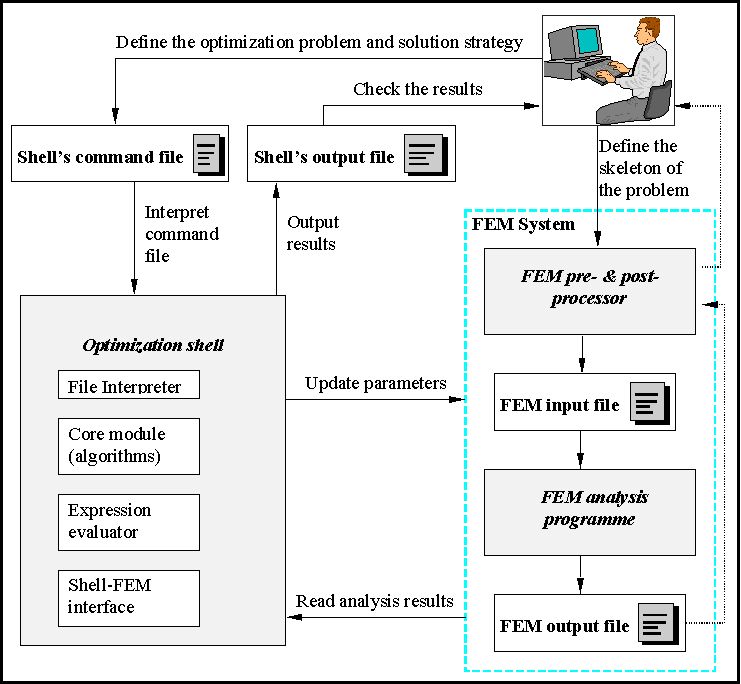 Define the optimization problem and solution strategy
Check the results
Shell's command file
Shell's output file
Define the
skeleton of
the problem
Interpret
command
file
Output
results
FEM System
FEM pre- & post-
processor
Optimization shell
File Interpreter
Core module
(algorithms)
Expression
evaluator
Shell-FEM
interface
Update parameters
FEM input file
FEM analysis
programme
Read analysis results
FEM output file